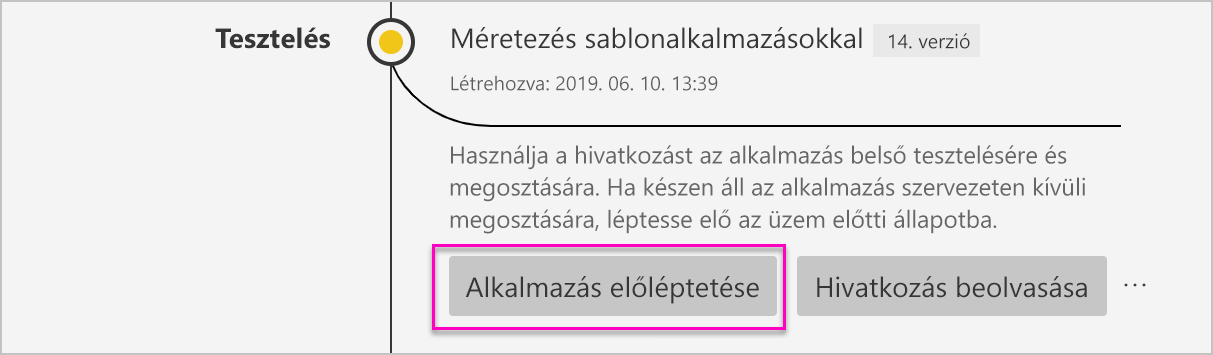 Tesztelés
Méretezés sablonalkalmazásokkal 14. verzió
Létrehozva: 2019. 06. 10. 13:39
Használja a hivatkozást az alkalmazás belső tesztelésére és
megosztására. Ha készen áll az alkalmazás szervezeten kívüli
megosztására, léptesse elő az üzem előtti állapotba.
Alkalmazás előléptetése Hivatkozás beolvasása ...